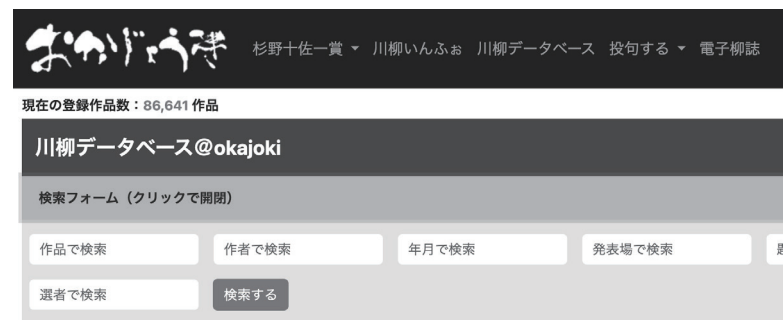 おかじょうき
杉野十佐一賞 川柳いんふぉ 川柳データベース 投句する 電子柳誌
現在の登録作品数：86,641 作品
川柳データベース@okajoki
検索フォーム（クリックで開閉）
作品で検索 作者で検索 年月で検索 発表場で検索
選者で検索 検索する